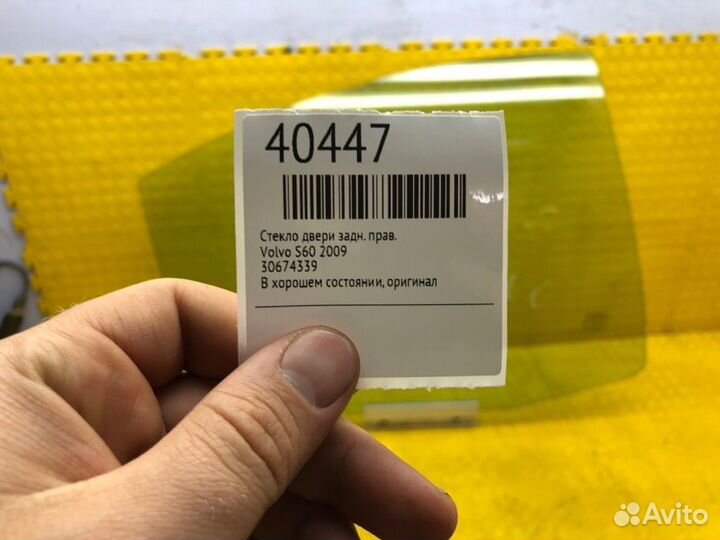 40447
Стекло двери задн. прав.
Volvo S60 2009
30674339
В хорошем состоянии, оригинал
Avito